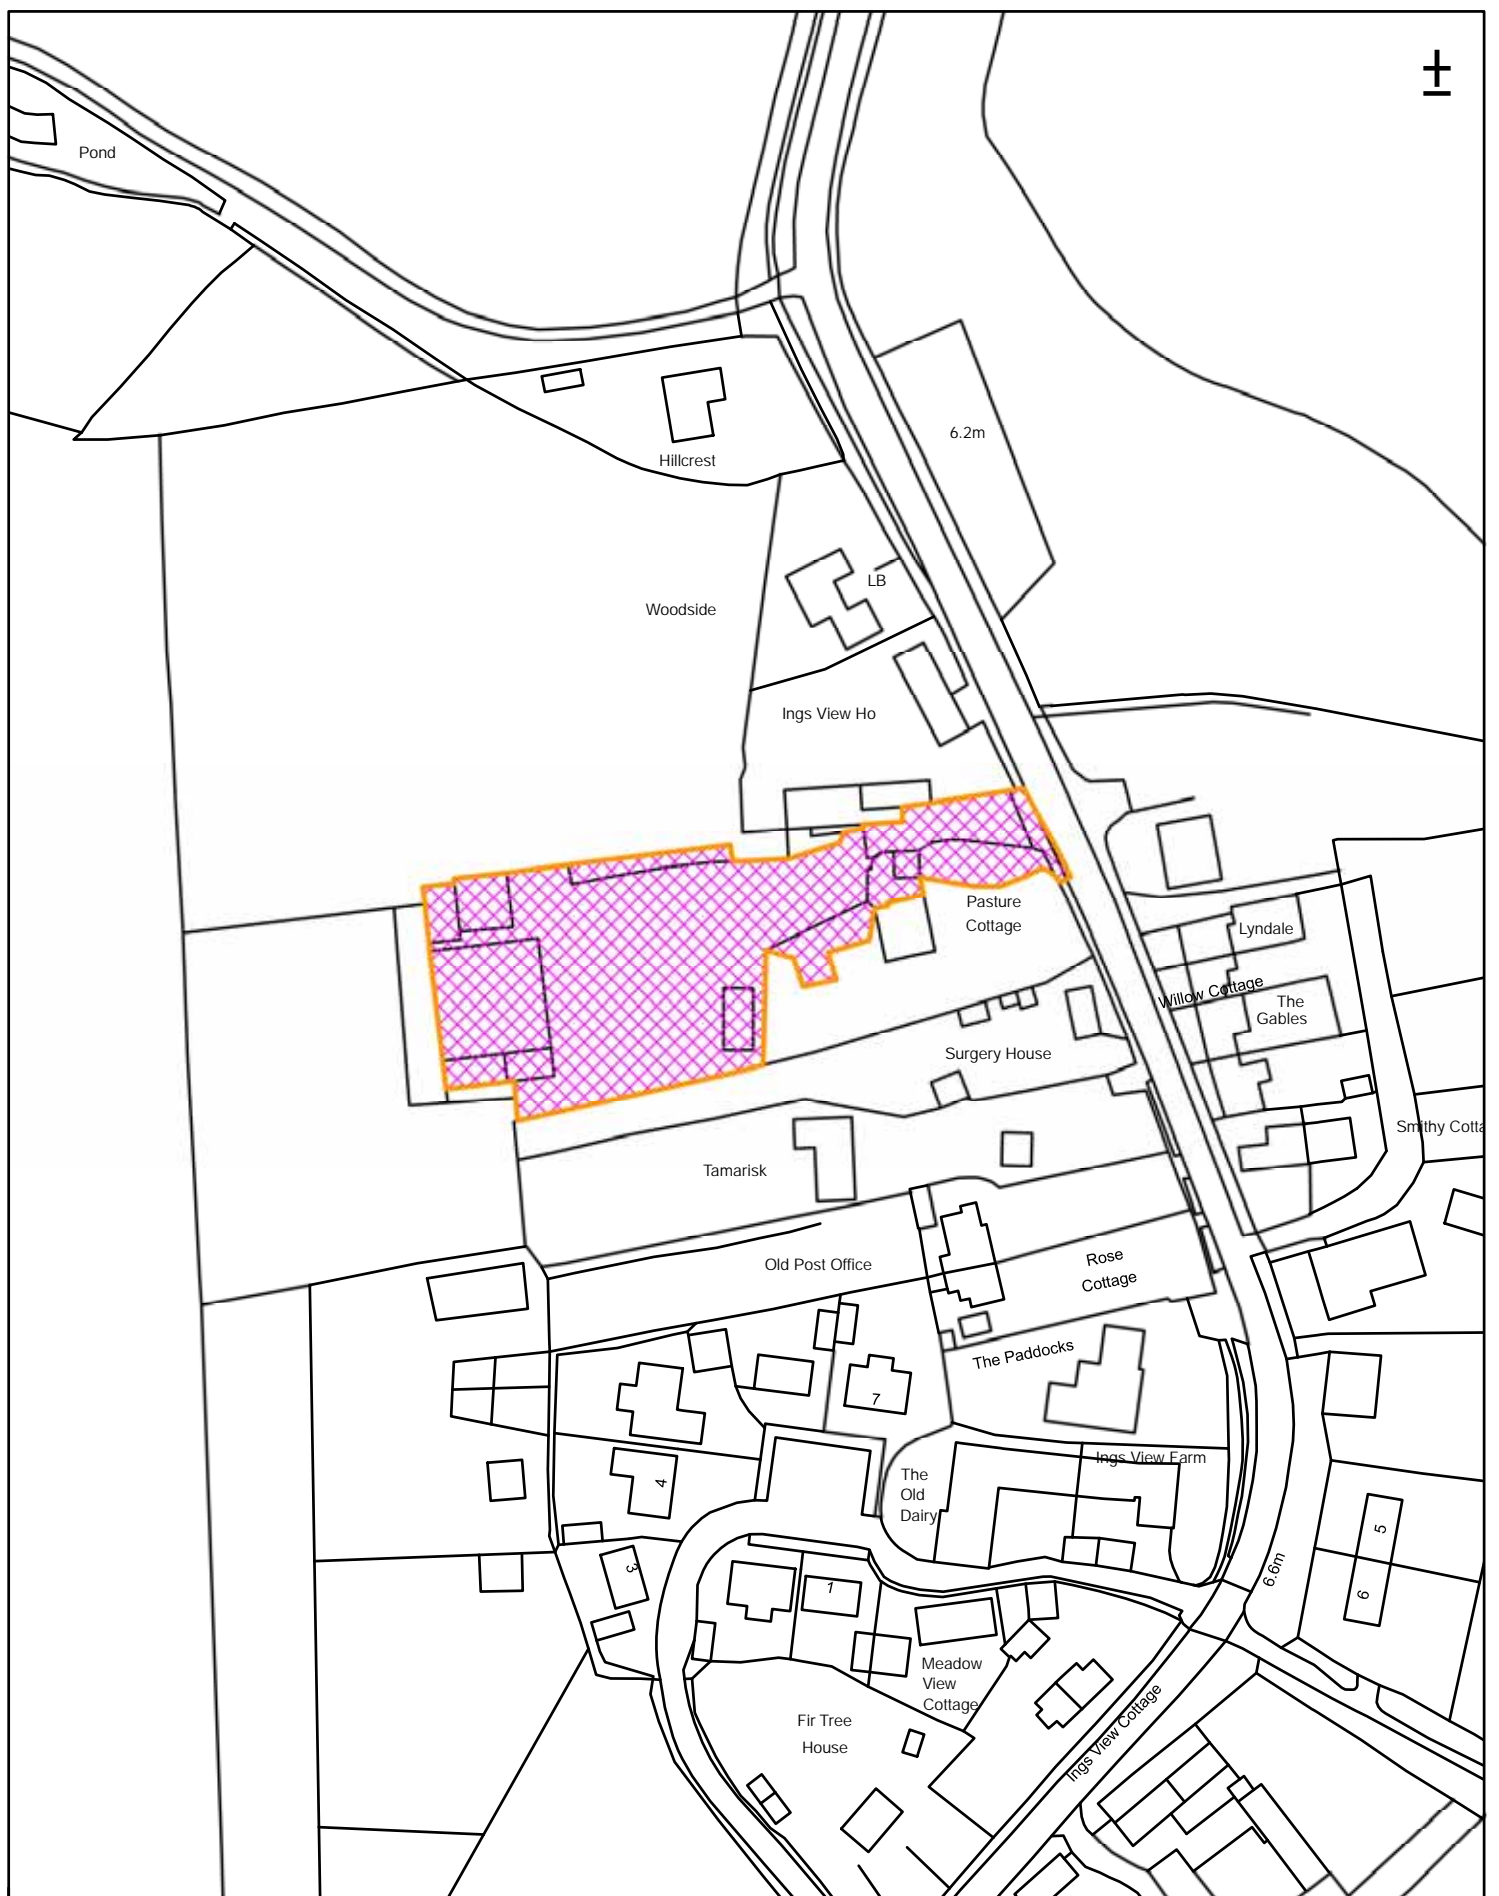 Pond
6.2m
Hillcrest
LB
Woodside
Ings View Ho
Pasture
Cottage
Lyndale
Willow Cottage
The
Gables
Surgery House
Smithy Cotta
Tamarisk
Old Post Office
Rose
Cottage
The Paddocks
7
Ings View Farm
The
Old
Dairy
4
5
3
1
6.6m
6
Meadow
View
Cottage
Fir Tree
House
Ings View Cottage